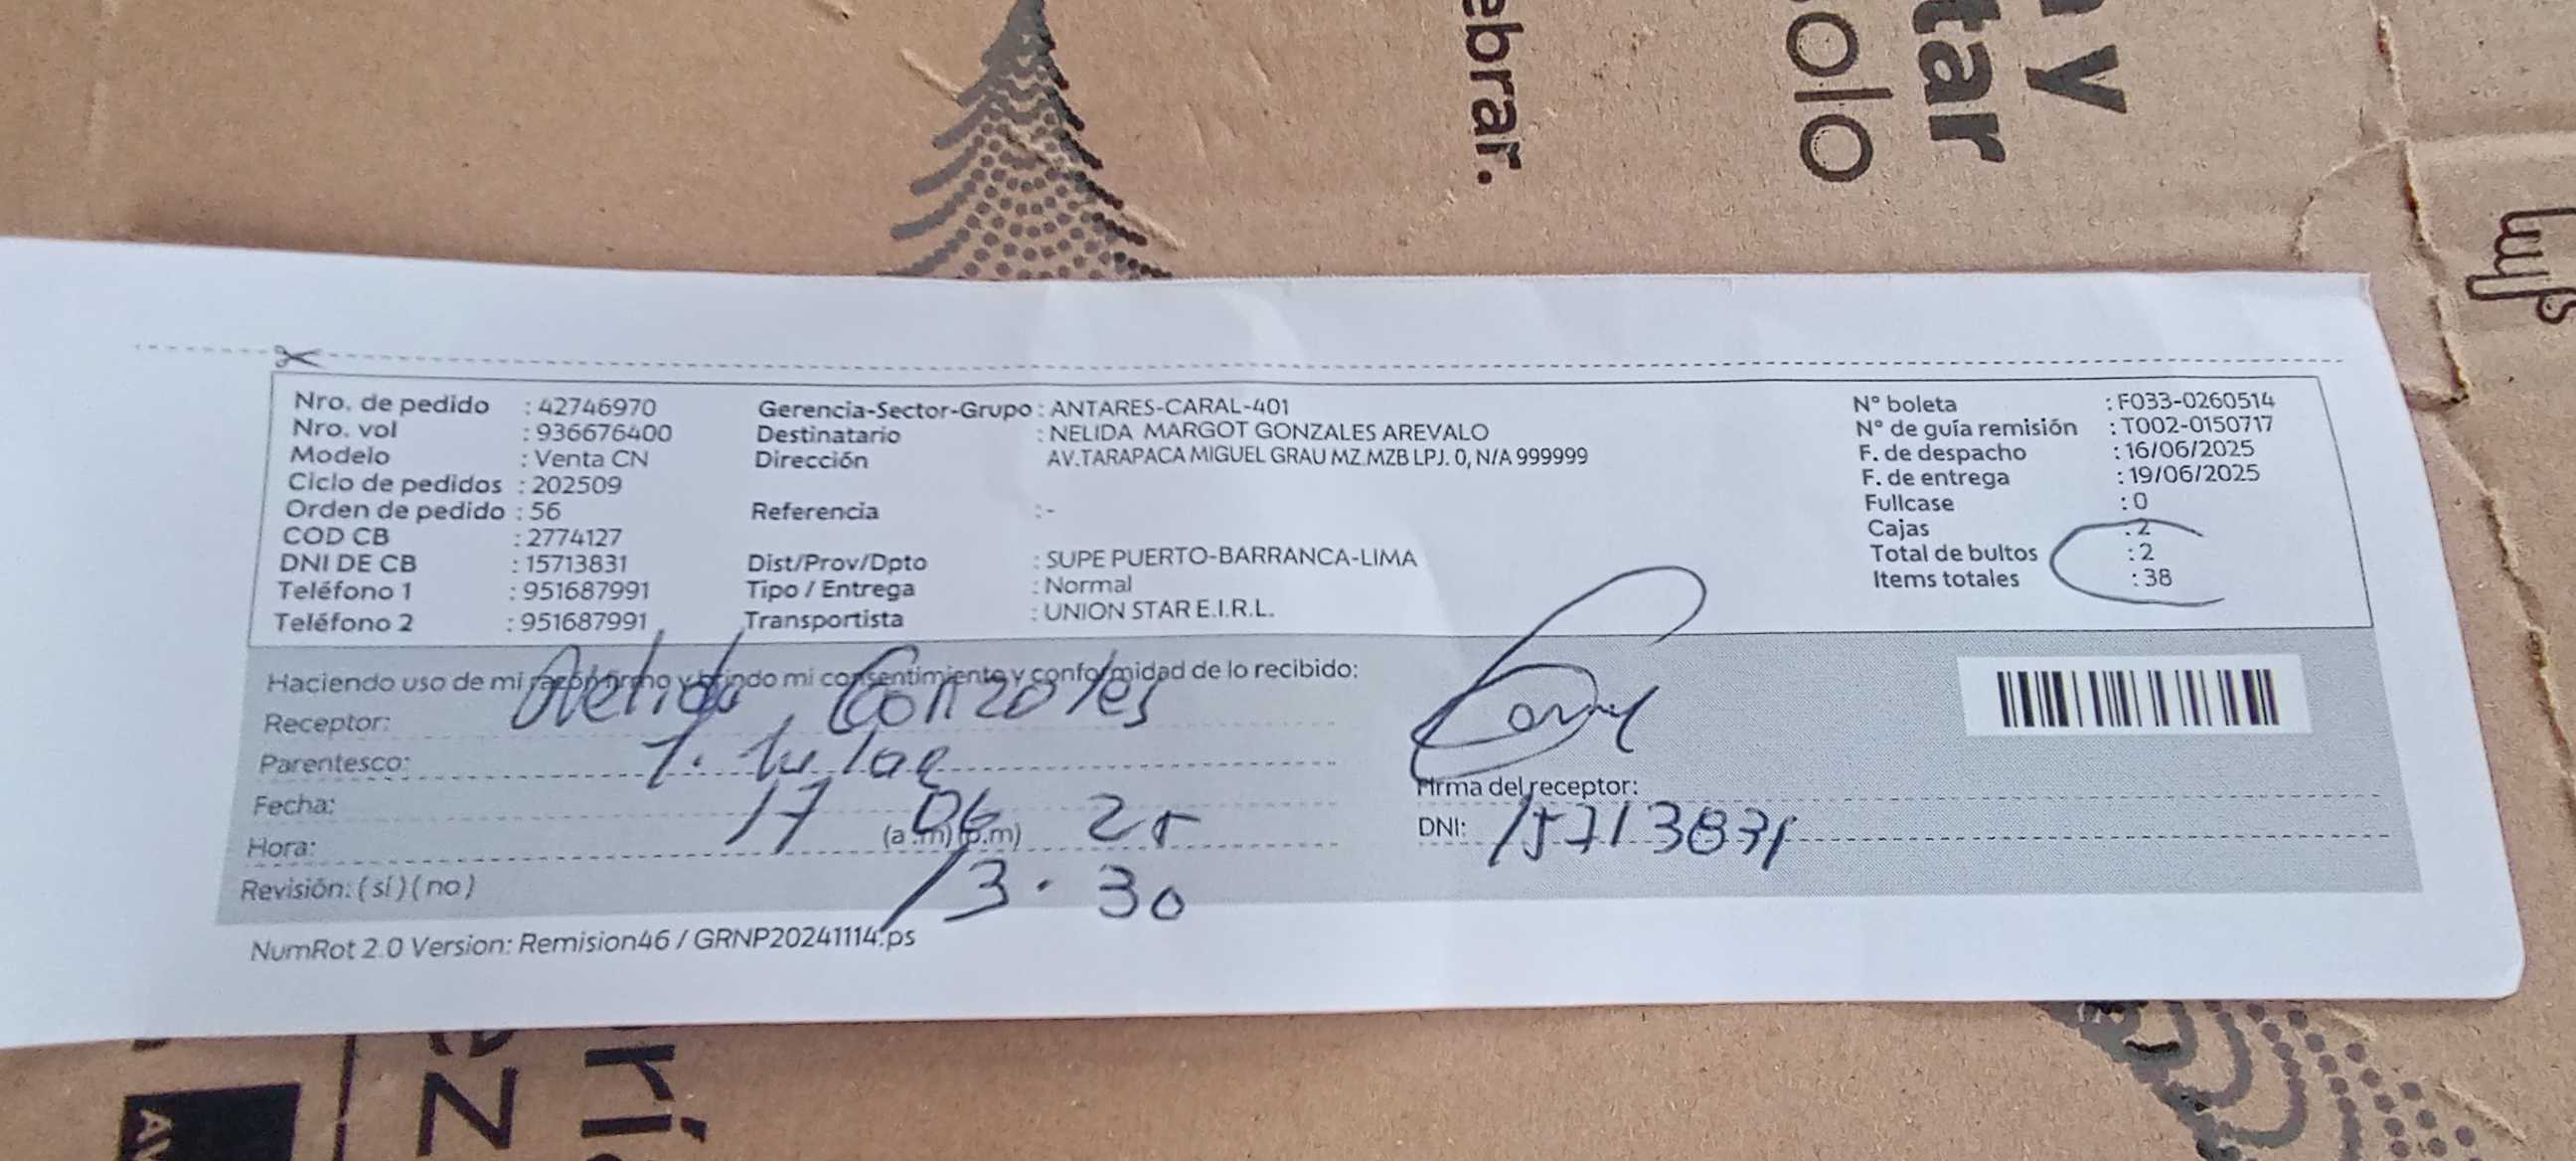 ebrar.
olo
tar
y
Nro. de pedido : 42746970
Nro. vol : 936676400
Modelo : Venta CN
Ciclo de pedidos : 202509
Orden de pedido : 56
COD CB : 2774127
DNI DE CB : 15713831
Teléfono 1 : 951687991
Teléfono 2 : 951687991
Gerencia-Sector-Grupo : ANTARES-CARAL-401
Destinatario : NELIDA MARGOT GONZALES AREVALO
Dirección AV.TARAPACA MIGUEL GRAU MZ.MZB LPJ. 0, N/A 999999
Referencia :-
Dist/Prov/Dpto : SUPE PUERTO-BARRANCA-LIMA
Tipo / Entrega : Normal
Transportista : UNION STAR E.I.R.L.
N° boleta : F033-0260514
N° de guía remisión : T002-0150717
F. de despacho : 16/06/2025
F. de entrega : 19/06/2025
Fullcase : 0
Cajas : 2
Total de bultos : 2
Items totales : 38
Haciendo uso de mi razón firmo y brindo mi consentimiento y conformidad de lo recibido:
Receptor: Nelida Gonzales
Parentesco: Titular
Fecha: 17 06 25
Hora: (a.m) (p.m) 13.30
Revisión: (sí) (no)
Firma del receptor:
DNI: 15713831
NumRot 2.0 Version: Remision46 / GRNP20241114.ps